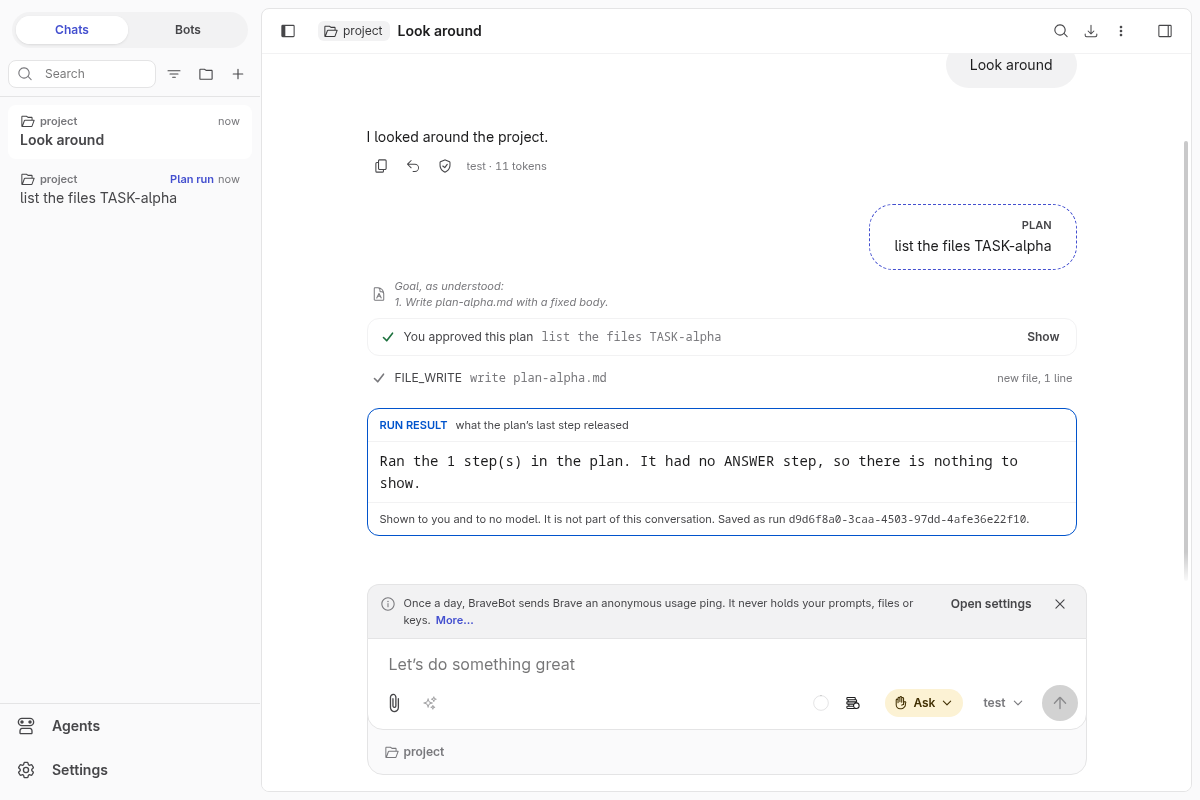 Chats
Bots
Search
project
now
Look around
project
Plan run now
list the files TASK-alpha
Agents
Settings
project
Look around
Look around
I looked around the project.
test · 11 tokens
PLAN
list the files TASK-alpha
Goal, as understood:
1. Write plan-alpha.md with a fixed body.
You approved this plan list the files TASK-alpha
Show
FILE_WRITE write plan-alpha.md
new file, 1 line
RUN RESULT what the plan's last step released
Ran the 1 step(s) in the plan. It had no ANSWER step, so there is nothing to
show.
Shown to you and to no model. It is not part of this conversation. Saved as run d9d6f8a0-3caa-4503-97dd-4afe36e22f10.
Once a day, BraveBot sends Brave an anonymous usage ping. It never holds your prompts, files or
keys. More...
Open settings
Let's do something great
Ask
test
project